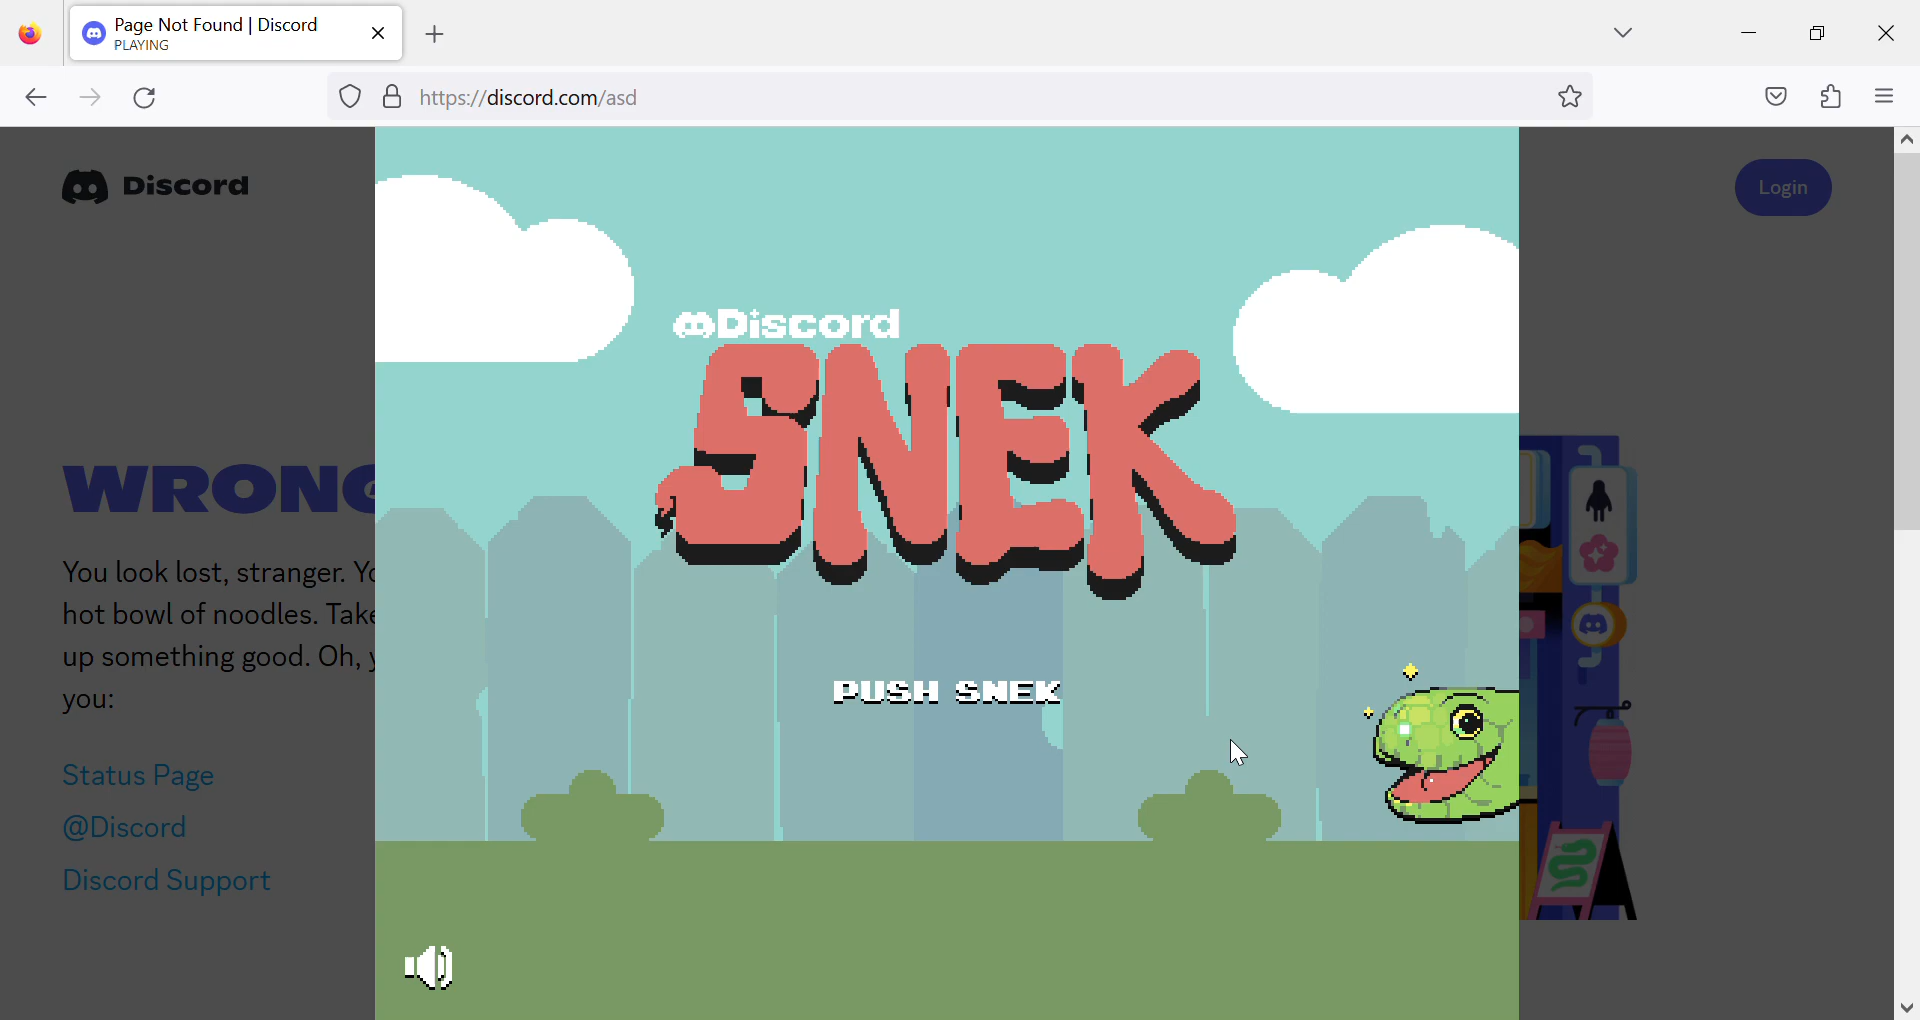 Page Not Found | Discord
PLAYING
https://discord.com/asd
Discord
Login
Discord
SNEK
WRONG
You look lost, stranger.
hot bowl of noodles. Take
up something good. Oh,
you:
PUSH SNEK
Status Page
@Discord
Discord Support